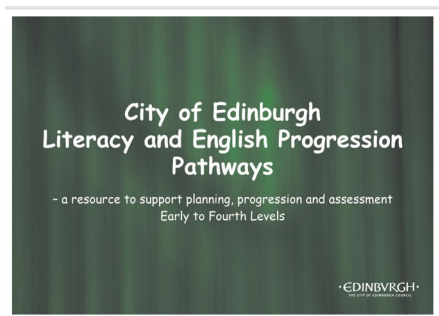 City of Edinburgh
Literacy and English Progression
Pathways
– a resource to support planning, progression and assessment
Early to Fourth Levels
·EDINBVRGH·
THE CITY OF EDINBURGH COUNCIL